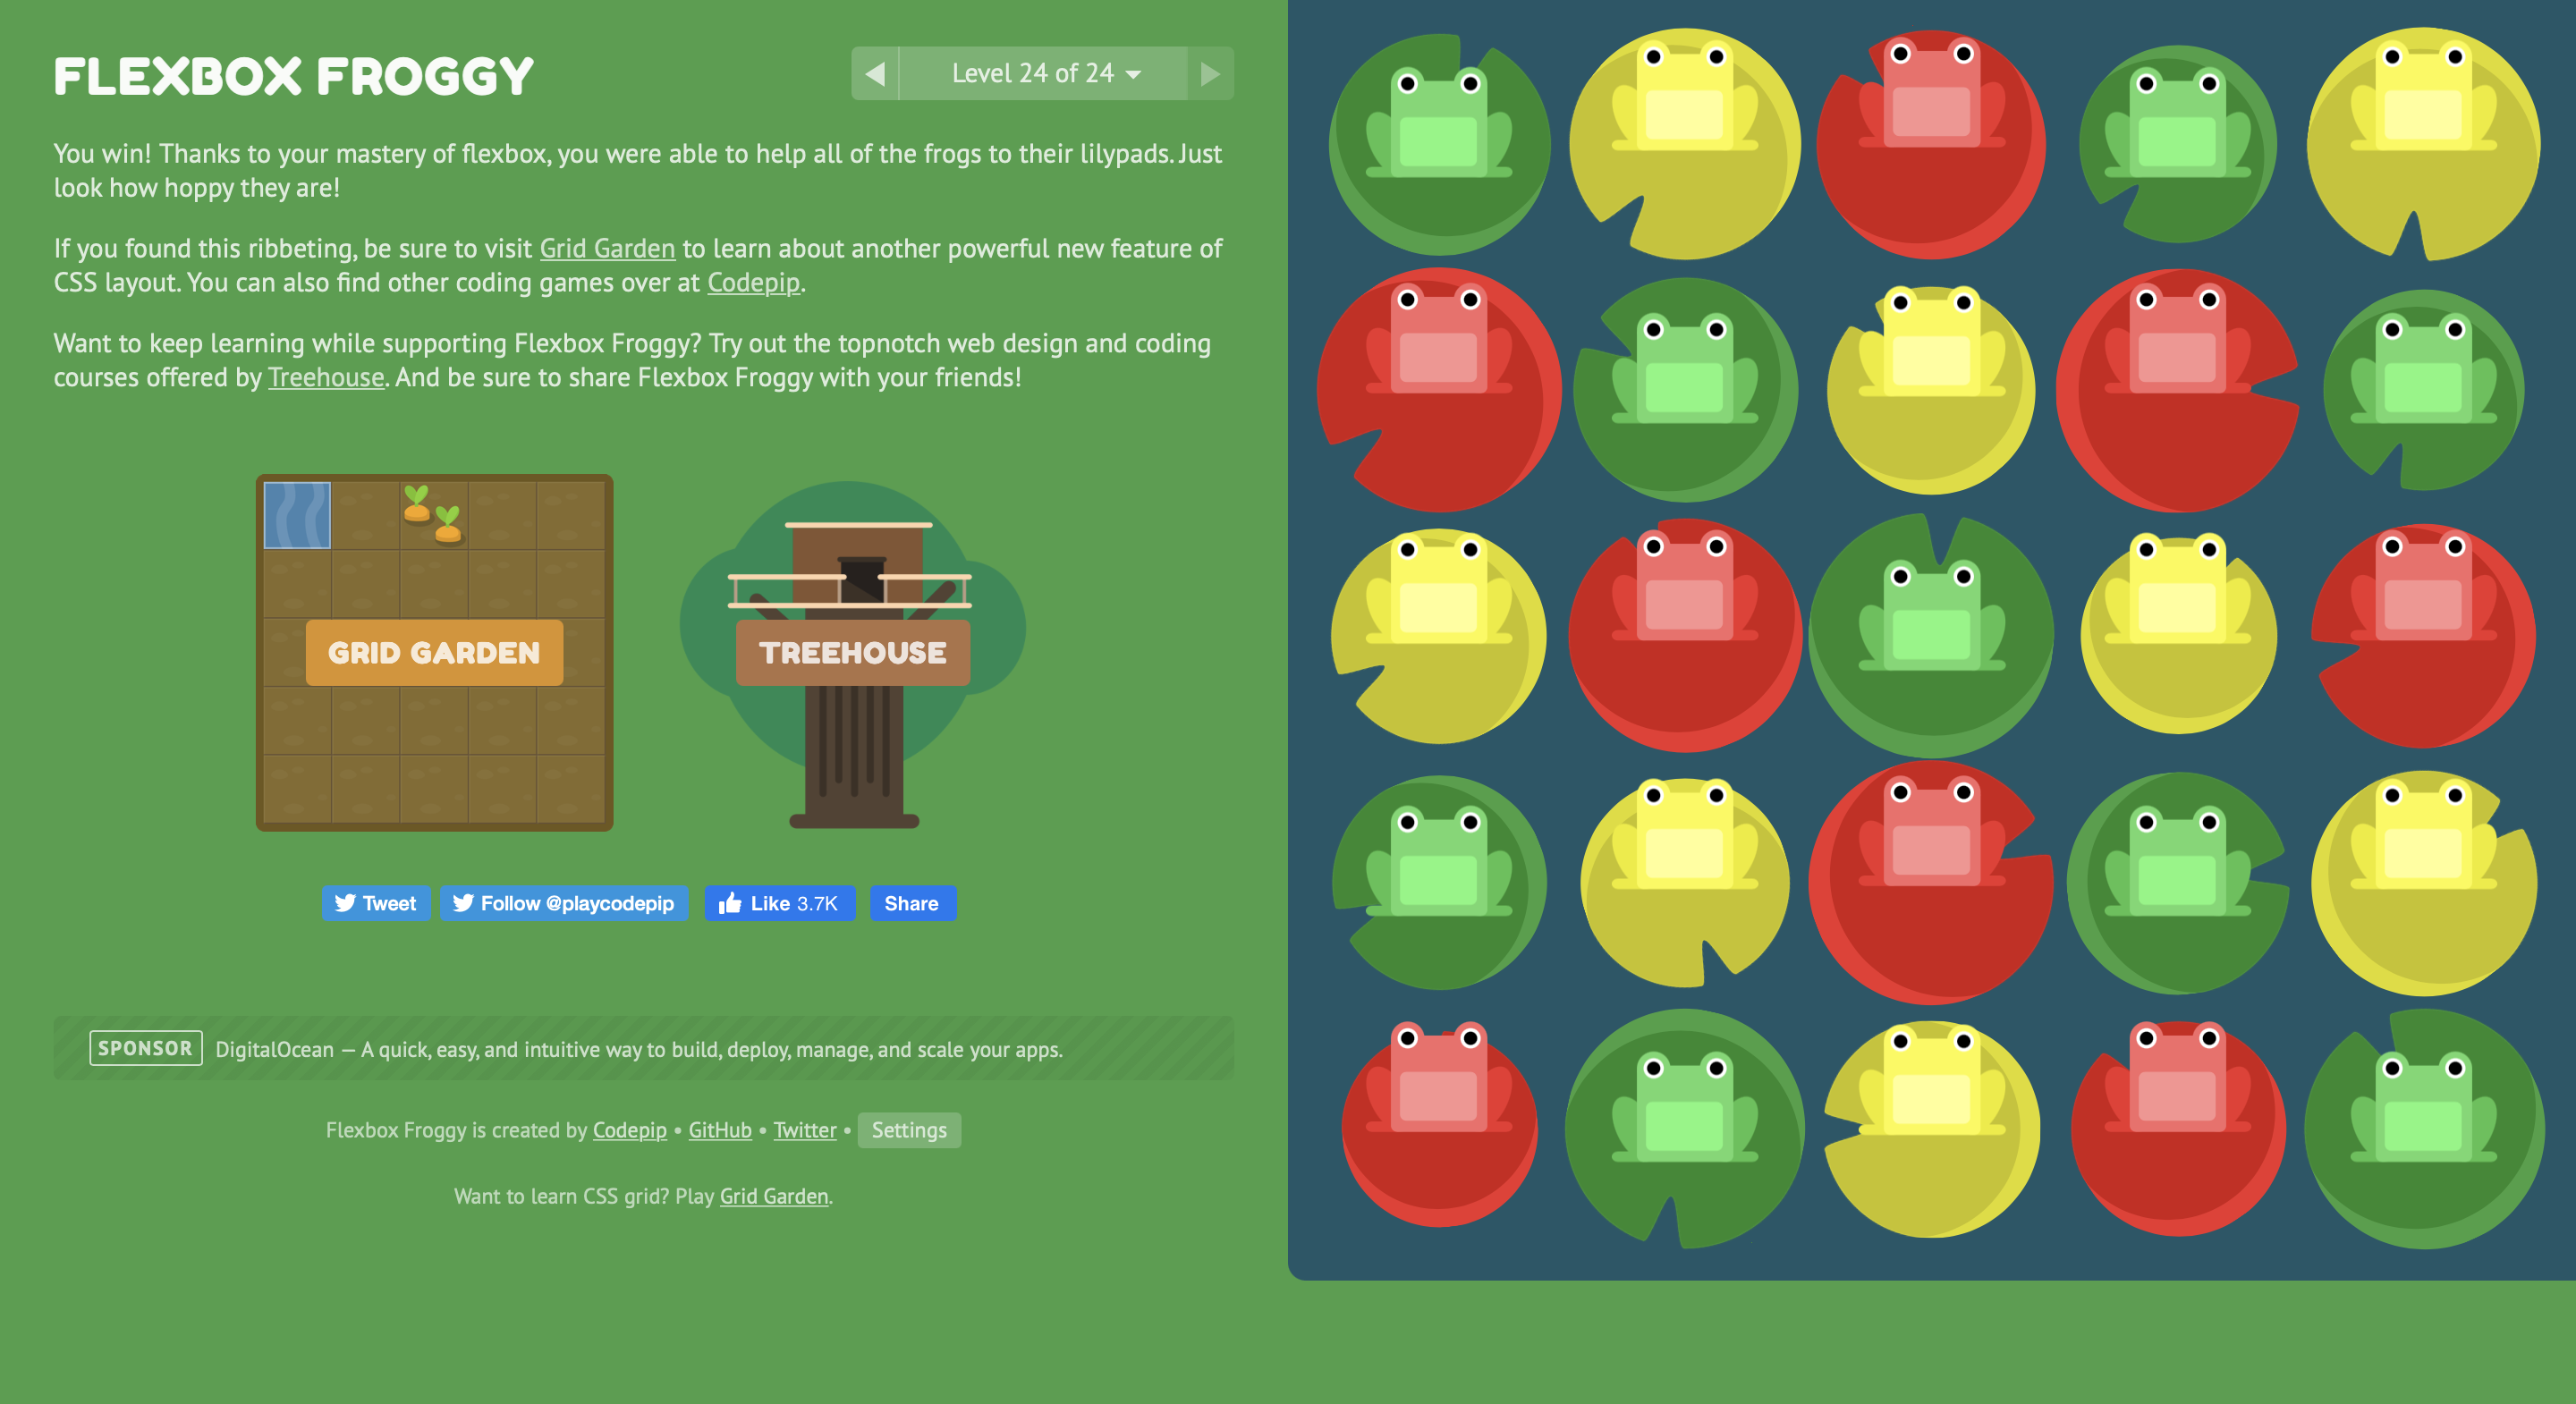 FLEXBOX FROGGY
Level 24 of 24
You win! Thanks to your mastery of flexbox, you were able to help all of the frogs to their lilypads. Just
look how hoppy they are!
If you found this ribbeting, be sure to visit Grid Garden to learn about another powerful new feature of
CSS layout. You can also find other coding games over at Codepip.
Want to keep learning while supporting Flexbox Froggy? Try out the topnotch web design and coding
courses offered by Treehouse. And be sure to share Flexbox Froggy with your friends!
GRID GARDEN
TREEHOUSE
Tweet
Follow @playcodepip
Like 3.7K
Share
SPONSOR DigitalOcean — A quick, easy, and intuitive way to build, deploy, manage, and scale your apps.
Flexbox Froggy is created by Codepip • GitHub • Twitter • Settings
Want to learn CSS grid? Play Grid Garden.